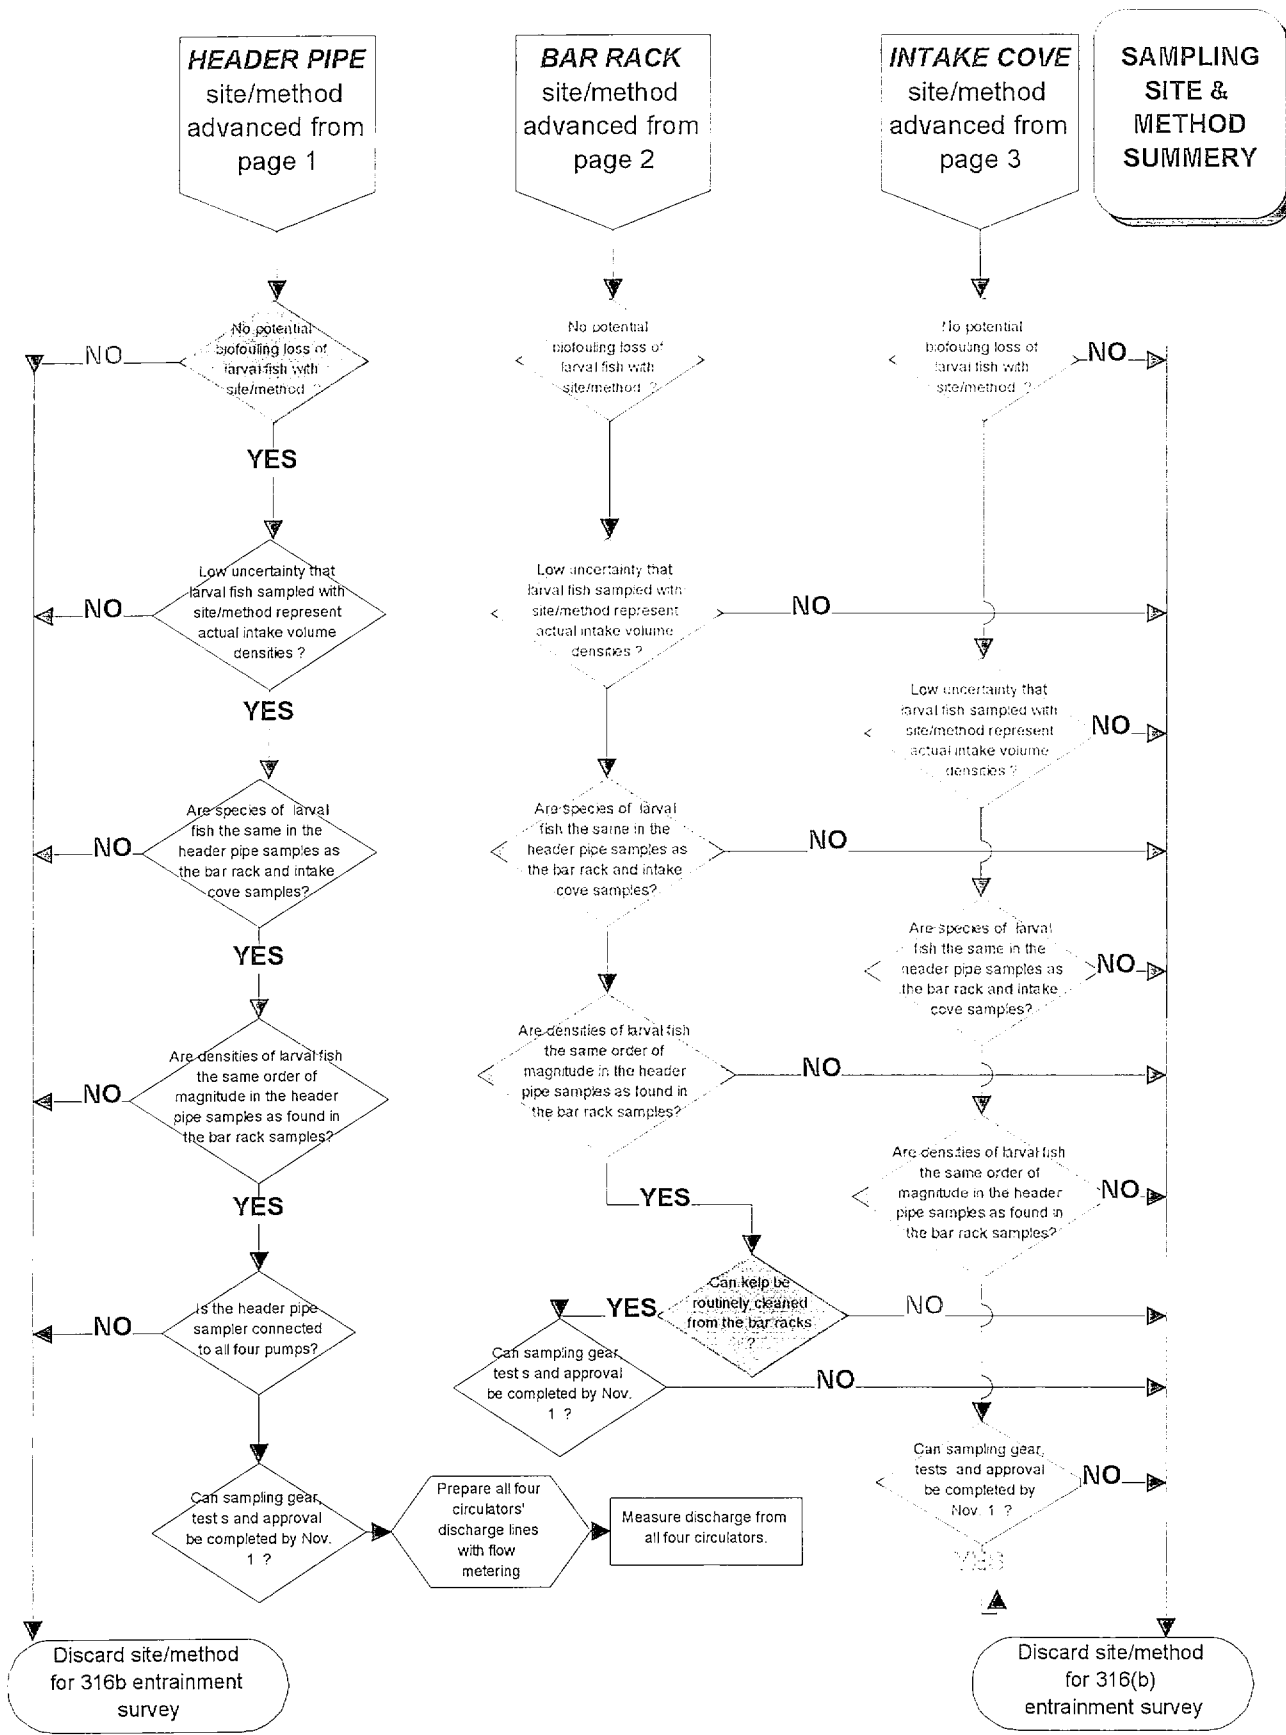 HEADER PIPE
site/method
advanced from
page 1
BAR RACK
site/method
advanced from
page 2
INTAKE COVE
site/method
advanced from
page 3
SAMPLING
SITE &
METHOD
SUMMERY
No potential
biofouling loss of
larval fish with
site/method ?
NO
YES
No potential
biofouling loss of
larval fish with
site/method ?
No potential
biofouling loss of
larval fish with
site/method ?
NO
Low uncertainty that
larval fish sampled with
site/method represent
actual intake volume
densities ?
NO
YES
Low uncertainty that
larval fish sampled with
site/method represent
actual intake volume
densities ?
NO
Low uncertainty that
larval fish sampled with
site/method represent
actual intake volume
densities ?
NO
Are species of larval
fish the same in the
header pipe samples as
the bar rack and intake
cove samples?
NO
YES
Are species of larval
fish the same in the
header pipe samples as
the bar rack and intake
cove samples?
NO
Are species of larval
fish the same in the
header pipe samples as
the bar rack and intake
cove samples?
NO
Are densities of larval fish
the same order of
magnitude in the header
pipe samples as found in
the bar rack samples?
NO
YES
Are densities of larval fish
the same order of
magnitude in the header
pipe samples as found in
the bar rack samples?
NO
YES
Are densities of larval fish
the same order of
magnitude in the header
pipe samples as found in
the bar rack samples?
NO
Is the header pipe
sampler connected
to all four pumps?
NO
Can kelp be
routinely cleaned
from the bar racks
?
YES
NO
Can sampling gear,
test s and approval
be completed by Nov.
1 ?
NO
Can sampling gear,
tests and approval
be completed by
Nov. 1 ?
NO
YES
Can sampling gear,
test s and approval
be completed by Nov.
1 ?
Prepare all four
circulators'
discharge lines
with flow
metering
Measure discharge from
all four circulators.
Discard site/method
for 316b entrainment
survey
Discard site/method
for 316(b)
entrainment survey